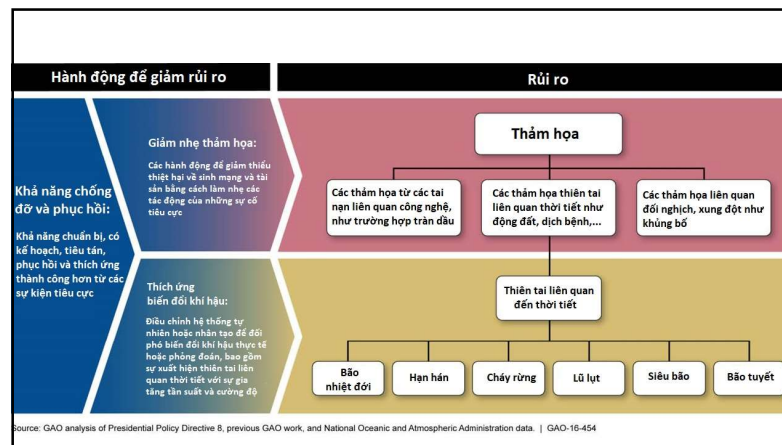 Hành động để giảm rủi ro
Rủi ro
Khả năng chống
đỡ và phục hồi:
Khả năng chuẩn bị, có
kế hoạch, tiêu tán,
phục hồi và thích ứng
thành công hơn từ các
sự kiện tiêu cực
Giảm nhẹ thảm họa:
Các hành động để giảm thiểu
thiệt hại về sinh mạng và tài
sản bằng cách làm nhẹ các
tác động của những sự cố
tiêu cực
Thích ứng
biến đổi khí hậu:
Điều chỉnh hệ thống tự
nhiên hoặc nhân tạo để đối
phó biến đổi khí hậu thực tế
hoặc phỏng đoán, bao gồm
sự xuất hiện thiên tai liên
quan thời tiết với sự gia
tăng tần suất và cường độ
Thảm họa
Các thảm họa từ các tai
nạn liên quan công nghệ,
như trường hợp tràn dầu
Các thảm họa thiên tai
liên quan thời tiết như
động đất, dịch bệnh,...
Các thảm họa liên quan
đối nghịch, xung đột như
khủng bố
Thiên tai liên quan
đến thời tiết
Bão
nhiệt đới
Hạn hán
Cháy rừng
Lũ lụt
Siêu bão
Bão tuyết
Source: GAO analysis of Presidential Policy Directive 8, previous GAO work, and National Oceanic and Atmospheric Administration data. | GAO-16-454